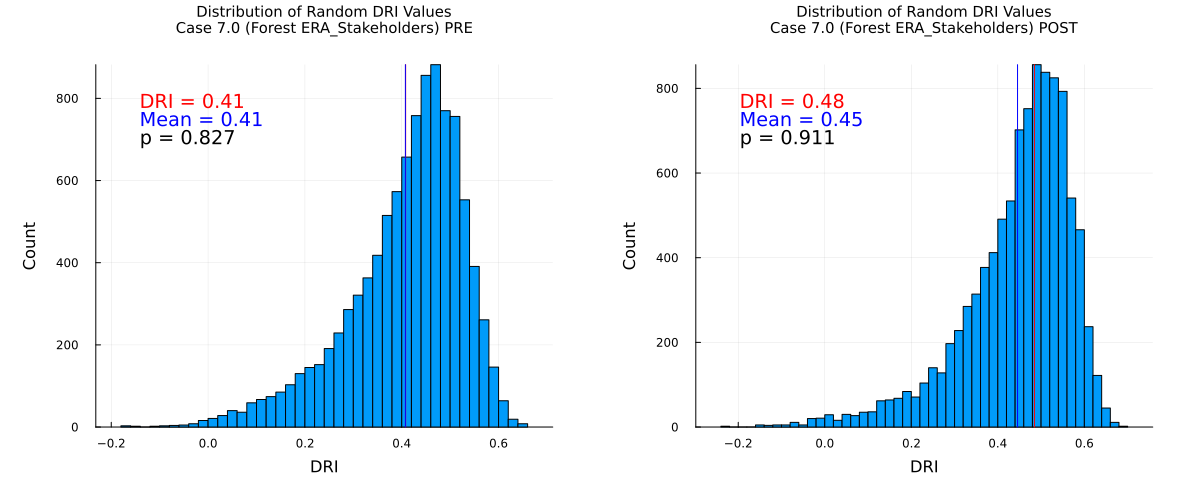 Distribution of Random DRI Values
Case 7.0 (Forest ERA_Stakeholders) PRE
DRI = 0.41
Mean = 0.41
p = 0.827
Count
800
600
400
200
0
−0.2
0.0
0.2
0.4
0.6
DRI
Distribution of Random DRI Values
Case 7.0 (Forest ERA_Stakeholders) POST
DRI = 0.48
Mean = 0.45
p = 0.911
Count
800
600
400
200
0
−0.2
0.0
0.2
0.4
0.6
DRI